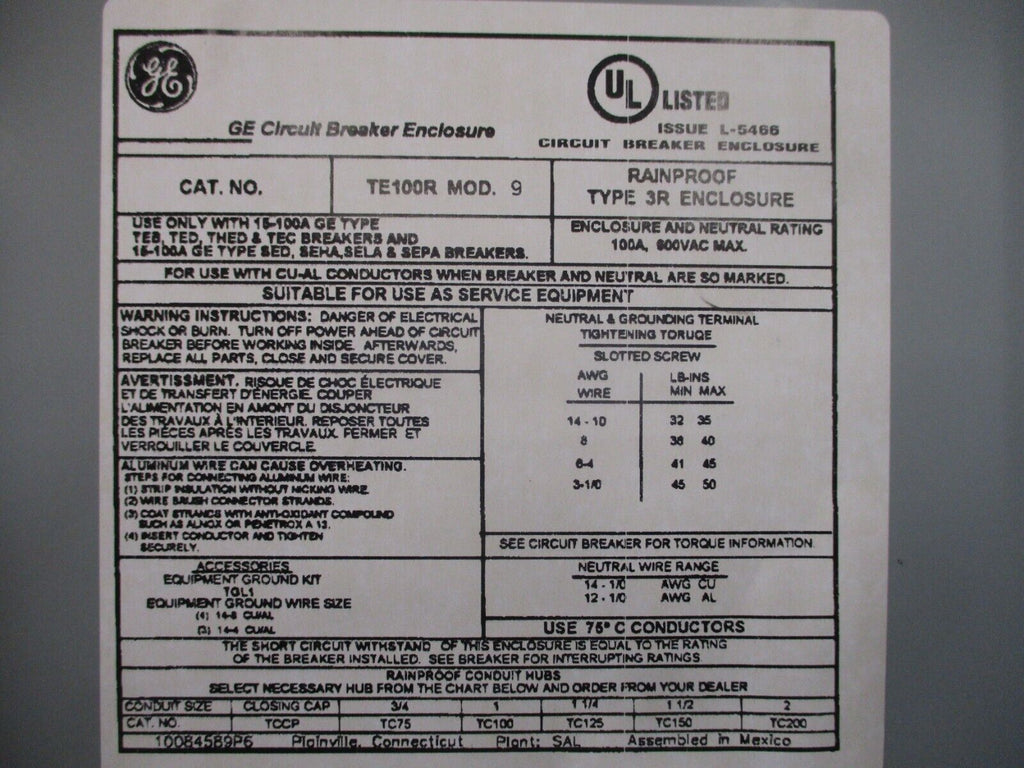 GE
UL LISTED
GE Circuit Breaker Enclosure
ISSUE L-5466
CIRCUIT BREAKER ENCLOSURE
CAT. NO.
TE100R MOD. 9
RAINPROOF
TYPE 3R ENCLOSURE
USE ONLY WITH 15-100A GE TYPE
TEB, TED, THED & TEC BREAKERS AND
15-100A GE TYPE SED, SEHA, SELA & SEPA BREAKERS.
ENCLOSURE AND NEUTRAL RATING
100A, 600VAC MAX.
FOR USE WITH CU-AL CONDUCTORS WHEN BREAKER AND NEUTRAL ARE SO MARKED.
SUITABLE FOR USE AS SERVICE EQUIPMENT
WARNING INSTRUCTIONS: DANGER OF ELECTRICAL
SHOCK OR BURN. TURN OFF POWER AHEAD OF CIRCUIT
BREAKER BEFORE WORKING INSIDE. AFTERWARDS,
REPLACE ALL PARTS, CLOSE AND SECURE COVER.
AVERTISSMENT. RISQUE DE CHOC ÉLECTRIQUE
ET DE TRANSFERT D'ÉNERGIE. COUPER
L'ALIMENTATION EN AMONT DU DISJONCTEUR
DES TRAVAUX À L'INTERIEUR. REPOSER TOUTES
LES PIÈCES APRÈS LES TRAVAUX. FERMER ET
VERROUILLER LE COUVERCLE.
ALUMINUM WIRE CAN CAUSE OVERHEATING.
STEPS FOR CONNECTING ALUMINUM WIRE:
(1) STRIP INSULATION WITHOUT NICKING WIRE.
(2) WIRE BRUSH CONNECTOR STRANDS.
(3) COAT STRANDS WITH ANTI-OXIDANT COMPOUND
SUCH AS ALNOX OR PENETROX A 13.
(4) INSERT CONDUCTOR AND TIGHTEN
SECURELY.
ACCESSORIES
EQUIPMENT GROUND KIT
TGL1
EQUIPMENT GROUND WIRE SIZE
(4) 14-8 CU/AL
(3) 14-4 CU/AL
NEUTRAL & GROUNDING TERMINAL
TIGHTENING TORUQE
SLOTTED SCREW
AWG LB-INS
WIRE MIN MAX
14 - 10 32 35
8 36 40
6-4 41 45
3-1/0 45 50
SEE CIRCUIT BREAKER FOR TORQUE INFORMATION
NEUTRAL WIRE RANGE
14 - 1/0 AWG CU
12 - 1/0 AWG AL
USE 75° C CONDUCTORS
THE SHORT CIRCUIT WITHSTAND OF THIS ENCLOSURE IS EQUAL TO THE RATING
OF THE BREAKER INSTALLED. SEE BREAKER FOR INTERRUPTING RATINGS
RAINPROOF CONDUIT HUBS
SELECT NECESSARY HUB FROM THE CHART BELOW AND ORDER FROM YOUR DEALER
CONDUIT SIZE CLOSING CAP 3/4 1 1 1/4 1 1/2 2
CAT. NO. TCCP TC75 TC100 TC125 TC150 TC200
10084589P6 Plainville, Connecticut Plant: SAL Assembled in Mexico